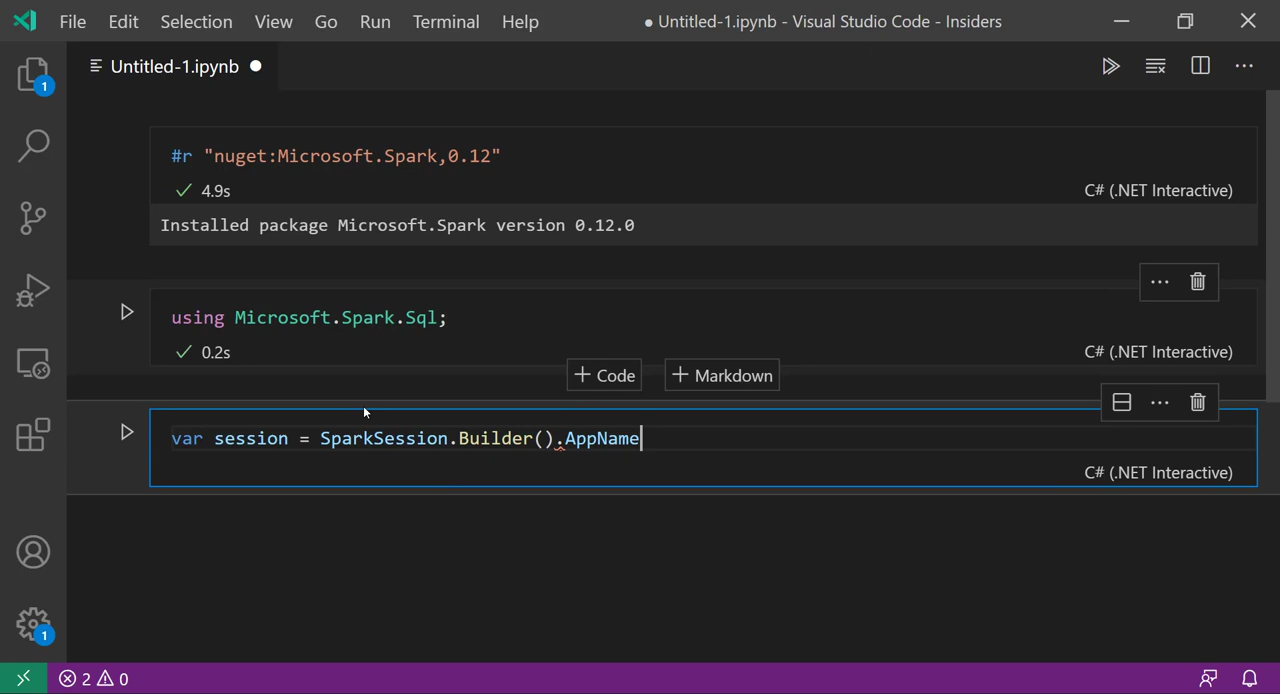 File Edit Selection View Go Run Terminal Help
● Untitled-1.ipynb - Visual Studio Code - Insiders
Untitled-1.ipynb ●
1
#r "nuget:Microsoft.Spark,0.12"
✓ 4.9s
C# (.NET Interactive)
Installed package Microsoft.Spark version 0.12.0
using Microsoft.Spark.Sql;
✓ 0.2s
C# (.NET Interactive)
+ Code
+ Markdown
var session = SparkSession.Builder().AppName
C# (.NET Interactive)
1
2 0